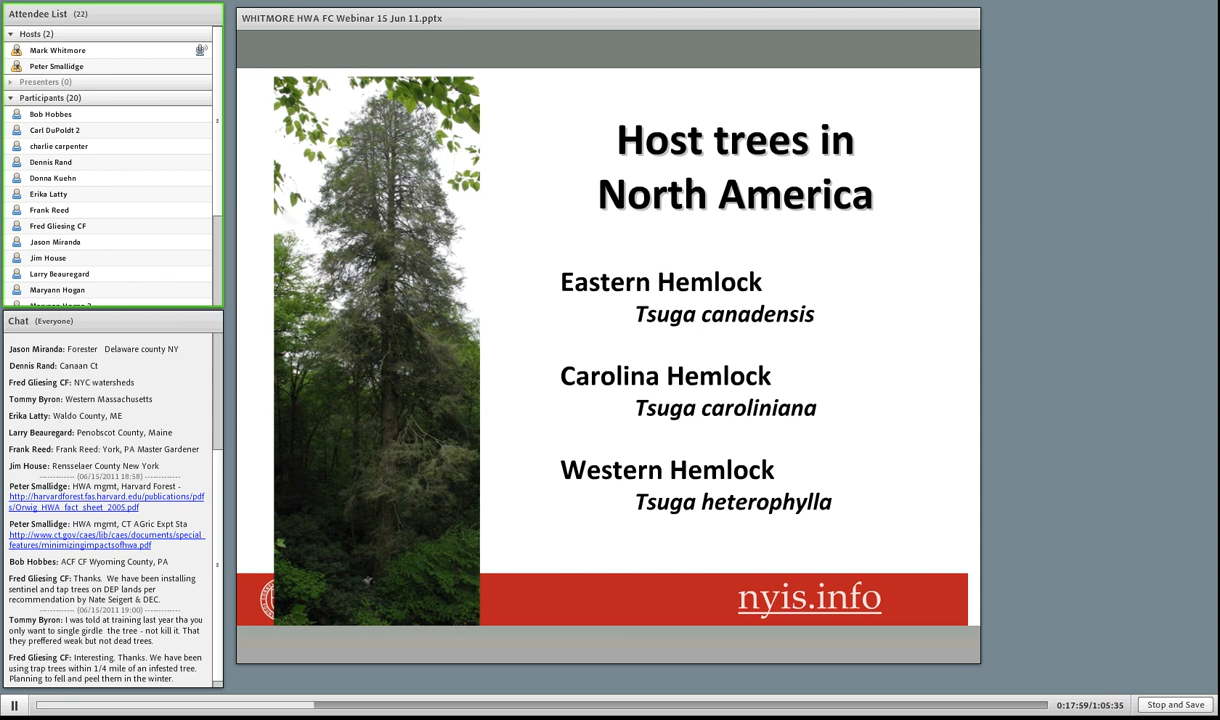 Attendee List (22)
Hosts (2)
Mark Whitmore
Peter Smallidge
Presenters (0)
Participants (20)
Bob Hobbes
Carl DuPoldt 2
charlie carpenter
Dennis Rand
Donna Kuehn
Erika Latty
Frank Reed
Fred Gliesing CF
Jason Miranda
Jim House
Larry Beauregard
Maryann Hogan
Chat (Everyone)
Jason Miranda: Forester Delaware county NY
Dennis Rand: Canaan Ct
Fred Gliesing CF: NYC watersheds
Tommy Byron: Western Massachusetts
Erika Latty: Waldo County, ME
Larry Beauregard: Penobscot County, Maine
Frank Reed: Frank Reed: York, PA Master Gardener
Jim House: Rensselaer County New York
------------- (06/15/2011 18:58) -------------
Peter Smallidge: HWA mgmt, Harvard Forest -
http://harvardforest.fas.harvard.edu/publications/pdf
s/Orwig_HWA_fact_sheet_2005.pdf
Peter Smallidge: HWA mgmt, CT AGric Expt Sta
http://www.ct.gov/caes/lib/caes/documents/special_
features/minimizingimpactsofhwa.pdf
Bob Hobbes: ACF CF Wyoming County, PA
Fred Gliesing CF: Thanks. We have been installing
sentinel and tap trees on DEP lands per
recommendation by Nate Seigert & DEC.
------------- (06/15/2011 19:00) -------------
Tommy Byron: I was told at training last year tha you
only want to single girdle the tree - not kill it. That
they preffered weak but not dead trees.
Fred Gliesing CF: Interesting. Thanks. We have been
using trap trees within 1/4 mile of an infested tree.
Planning to fell and peel them in the winter.
WHITMORE HWA FC Webinar 15 Jun 11.pptx
Host trees in
North America
Eastern Hemlock
Tsuga canadensis
Carolina Hemlock
Tsuga caroliniana
Western Hemlock
Tsuga heterophylla
nyis.info
0:17:59/1:05:35
Stop and Save